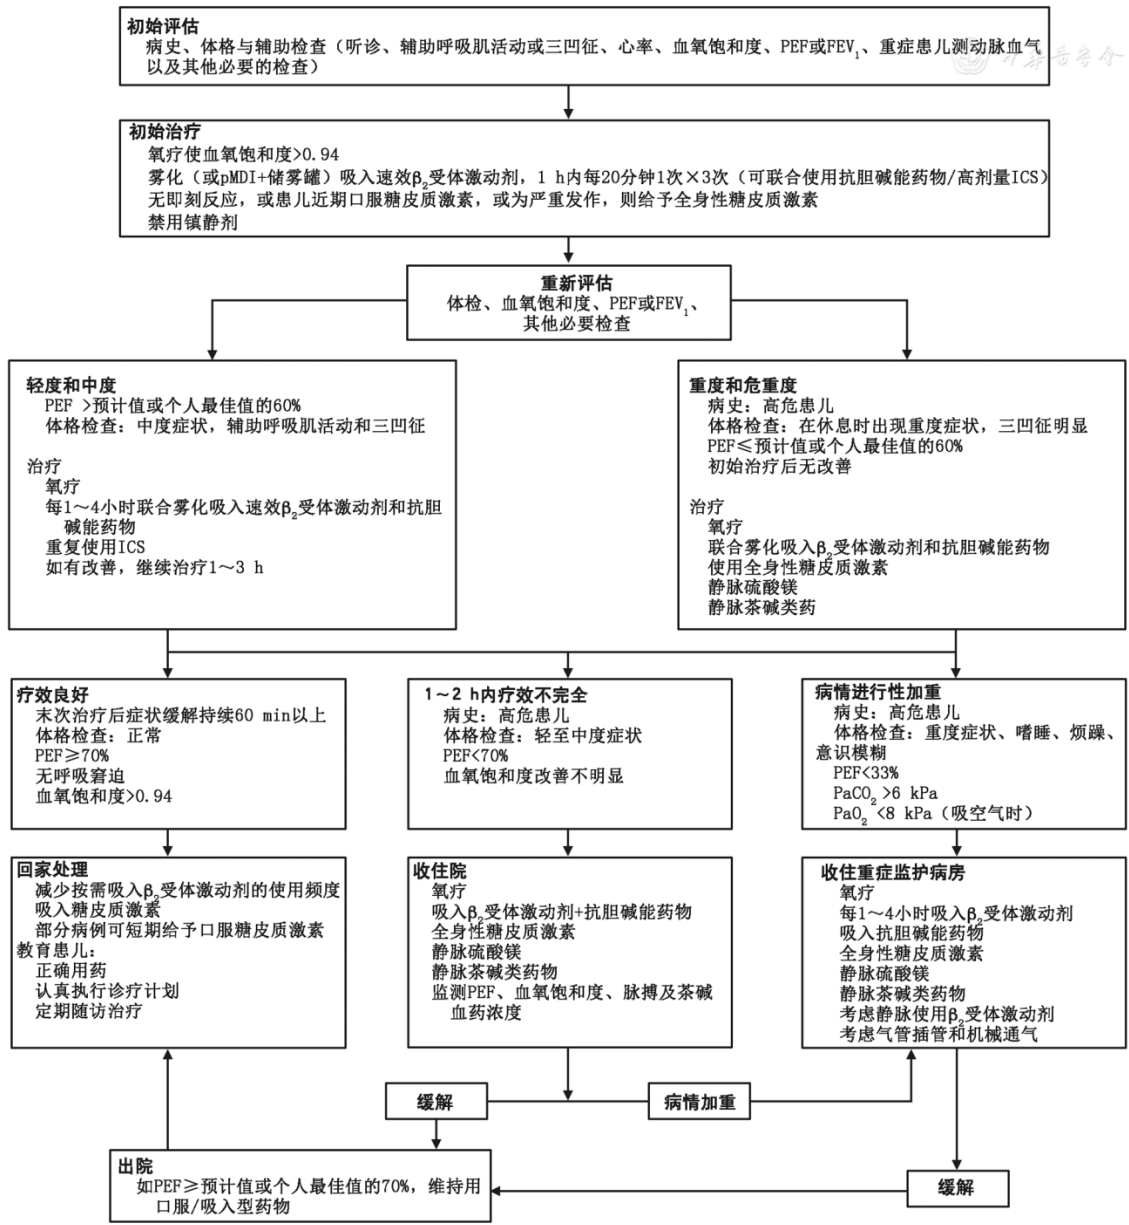 初始评估
病史、体格与辅助检查（听诊、辅助呼吸肌活动或三凹征、心率、血氧饱和度、PEF或FEV₁、重症患儿测动脉血气
以及其他必要的检查）
中华医学会
初始治疗
氧疗使血氧饱和度>0.94
雾化（或pMDI+储雾罐）吸入速效β₂受体激动剂，1 h内每20分钟1次×3次（可联合使用抗胆碱能药物/高剂量ICS）
无即刻反应，或患儿近期口服糖皮质激素，或为严重发作，则给予全身性糖皮质激素
禁用镇静剂
重新评估
体检、血氧饱和度、PEF或FEV₁、
其他必要检查
轻度和中度
PEF >预计值或个人最佳值的60%
体格检查：中度症状，辅助呼吸肌活动和三凹征
治疗
氧疗
每1～4小时联合雾化吸入速效β₂受体激动剂和抗胆
碱能药物
重复使用ICS
如有改善，继续治疗1～3 h
重度和危重度
病史：高危患儿
体格检查：在休息时出现重度症状，三凹征明显
PEF≤预计值或个人最佳值的60%
初始治疗后无改善
治疗
氧疗
联合雾化吸入β₂受体激动剂和抗胆碱能药物
使用全身性糖皮质激素
静脉硫酸镁
静脉茶碱类药
疗效良好
末次治疗后症状缓解持续60 min以上
体格检查：正常
PEF≥70%
无呼吸窘迫
血氧饱和度>0.94
1～2 h内疗效不完全
病史：高危患儿
体格检查：轻至中度症状
PEF<70%
血氧饱和度改善不明显
病情进行性加重
病史：高危患儿
体格检查：重度症状、嗜睡、烦躁、
意识模糊
PEF<33%
PaCO₂ >6 kPa
PaO₂ <8 kPa（吸空气时）
回家处理
减少按需吸入β₂受体激动剂的使用频度
吸入糖皮质激素
部分病例可短期给予口服糖皮质激素
教育患儿：
正确用药
认真执行诊疗计划
定期随访治疗
收住院
氧疗
吸入β₂受体激动剂+抗胆碱能药物
全身性糖皮质激素
静脉硫酸镁
静脉茶碱类药物
监测PEF、血氧饱和度、脉搏及茶碱
血药浓度
收住重症监护病房
氧疗
每1～4小时吸入β₂受体激动剂
吸入抗胆碱能药物
全身性糖皮质激素
静脉硫酸镁
静脉茶碱类药物
考虑静脉使用β₂受体激动剂
考虑气管插管和机械通气
缓解
病情加重
出院
如PEF≥预计值或个人最佳值的70%，维持用
口服/吸入型药物
缓解